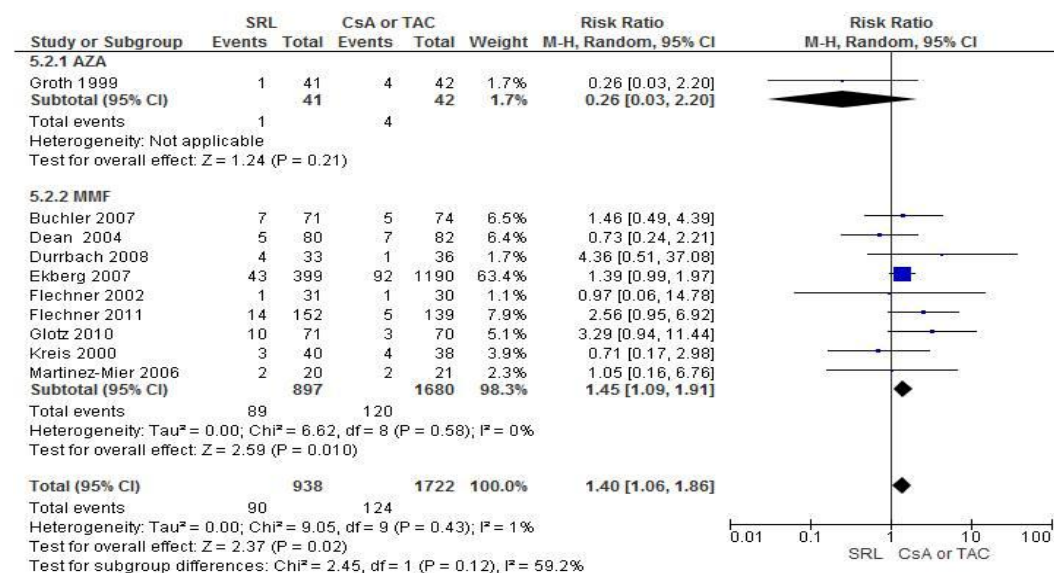 SRL CsA or TAC Risk Ratio Risk Ratio
Study or Subgroup Events Total Events Total Weight M-H, Random, 95% CI M-H, Random, 95% CI
5.2.1 AZA
Groth 1999 1 41 4 42 1.7% 0.26 [0.03, 2.20]
Subtotal (95% CI) 41 42 1.7% 0.26 [0.03, 2.20]
Total events 1 4
Heterogeneity: Not applicable
Test for overall effect: Z = 1.24 (P = 0.21)
5.2.2 MMF
Buchler 2007 7 71 5 74 6.5% 1.46 [0.49, 4.39]
Dean 2004 5 80 7 82 6.4% 0.73 [0.24, 2.21]
Durrbach 2008 4 33 1 36 1.7% 4.36 [0.51, 37.08]
Ekberg 2007 43 399 92 1190 63.4% 1.39 [0.99, 1.97]
Flechner 2002 1 31 1 30 1.1% 0.97 [0.06, 14.78]
Flechner 2011 14 152 5 139 7.9% 2.56 [0.95, 6.92]
Glotz 2010 10 71 3 70 5.1% 3.29 [0.94, 11.44]
Kreis 2000 3 40 4 38 3.9% 0.71 [0.17, 2.98]
Martinez-Mier 2006 2 20 2 21 2.3% 1.05 [0.16, 6.76]
Subtotal (95% CI) 897 1680 98.3% 1.45 [1.09, 1.91]
Total events 89 120
Heterogeneity: Tau² = 0.00; Chi² = 6.62, df = 8 (P = 0.58); I² = 0%
Test for overall effect: Z = 2.59 (P = 0.010)
Total (95% CI) 938 1722 100.0% 1.40 [1.06, 1.86]
Total events 90 124
Heterogeneity: Tau² = 0.00; Chi² = 9.05, df = 9 (P = 0.43); I² = 1%
Test for overall effect: Z = 2.37 (P = 0.02)
Test for subgroup differences: Chi² = 2.45, df = 1 (P = 0.12), I² = 59.2%
0.01 0.1 1 10 100
SRL CsA or TAC